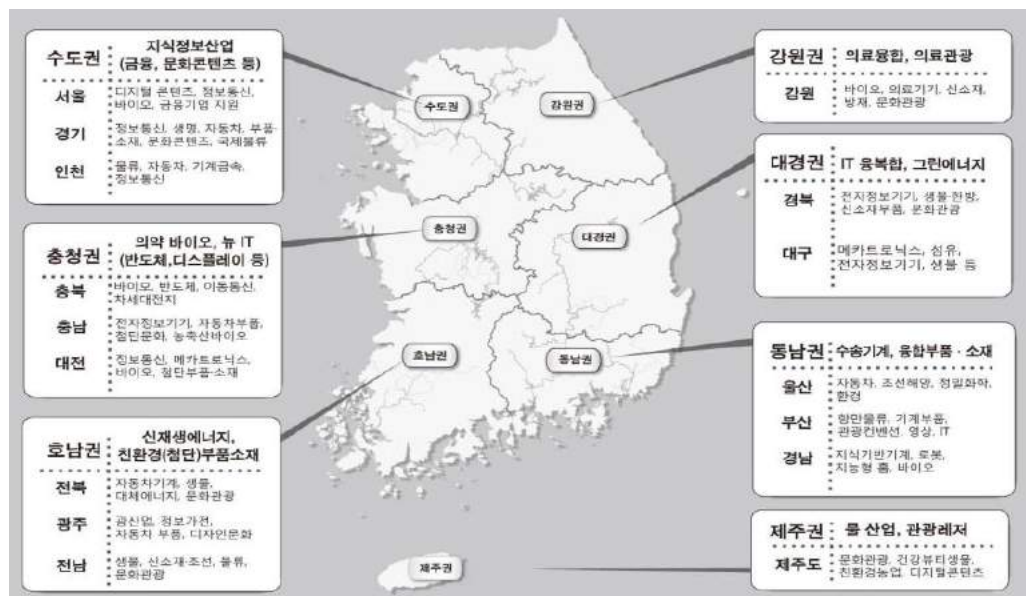 수도권 지식정보산업
(금융, 문화콘텐츠 등)
서울 디지털 콘텐츠, 정보통신,
바이오, 금융기업 지원
경기 정보통신, 생명, 자동차, 부품·
소재, 문화콘텐츠, 국제물류
인천 물류, 자동차, 기계금속,
정보통신
충청권 의약 바이오, 뉴 IT
(반도체,디스플레이 등)
충북 바이오, 반도체, 이동통신,
차세대전지
충남 전자정보기기, 자동차부품,
첨단문화, 농축산바이오
대전 정보통신, 메카트로닉스,
바이오, 첨단부품·소재
호남권 신재생에너지,
친환경(첨단)부품소재
전북 자동차기계, 생물,
대체에너지, 문화관광
광주 광산업, 정보가전,
자동차 부품, 디자인문화
전남 생물, 신소재·조선, 물류,
문화관광
수도권
강원권
충청권
대경권
호남권
동남권
제주권
강원권 의료융합, 의료관광
강원 바이오, 의료기기, 신소재,
방재, 문화관광
대경권 IT 융복합, 그린에너지
경북 전자정보기기, 생물·한방,
신소재부품, 문화관광
대구 메카트로닉스, 섬유,
전자정보기기, 생물 등
동남권 수송기계, 융합부품·소재
울산 자동차, 조선해양, 정밀화학,
환경
부산 항만물류, 기계부품,
관광컨벤션, 영상, IT
경남 지식기반기계, 로봇,
지능형 홈, 바이오
제주권 물 산업, 관광레저
제주도 문화관광, 건강뷰티생물,
친환경농업, 디지털콘텐츠